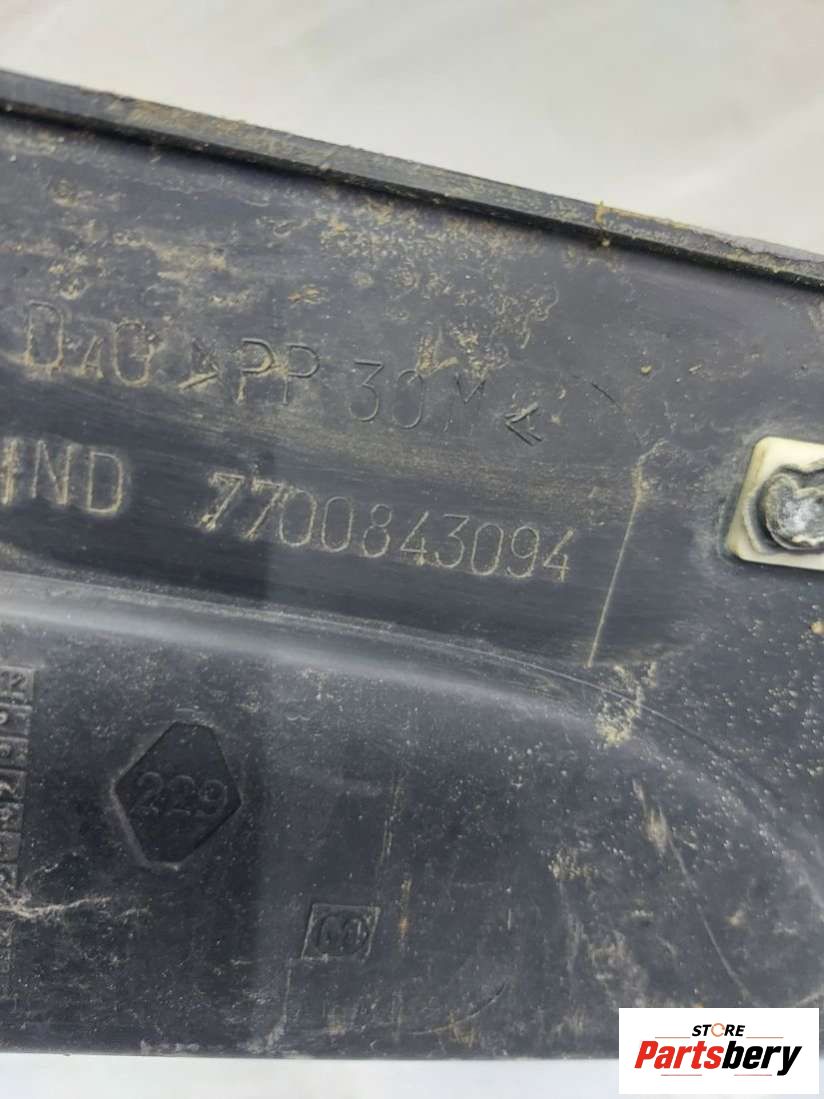 >PP 30M<
IND 7700843094
229
STORE
Partsbery